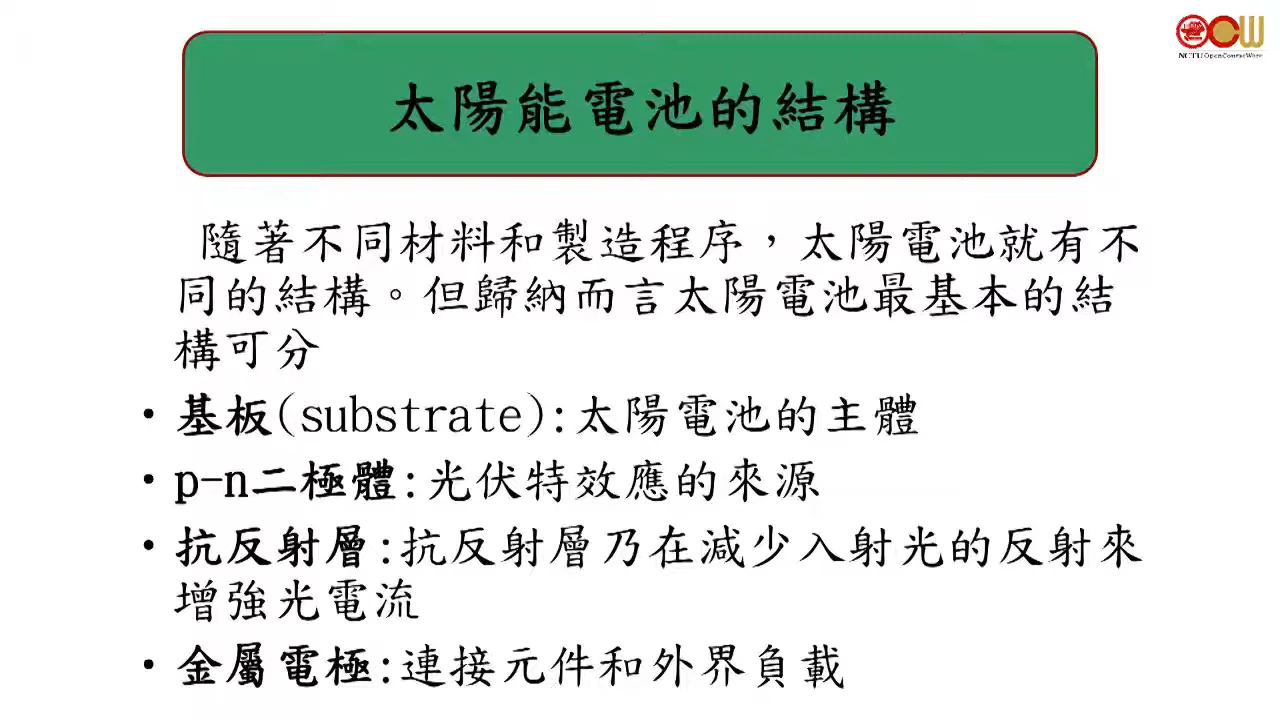 OCW
NCTU OpenCourseWare
太陽能電池的結構
隨著不同材料和製造程序，太陽電池就有不
同的結構。但歸納而言太陽電池最基本的結
構可分
• 基板(substrate):太陽電池的主體
• p-n二極體:光伏特效應的來源
• 抗反射層:抗反射層乃在減少入射光的反射來
增強光電流
• 金屬電極:連接元件和外界負載